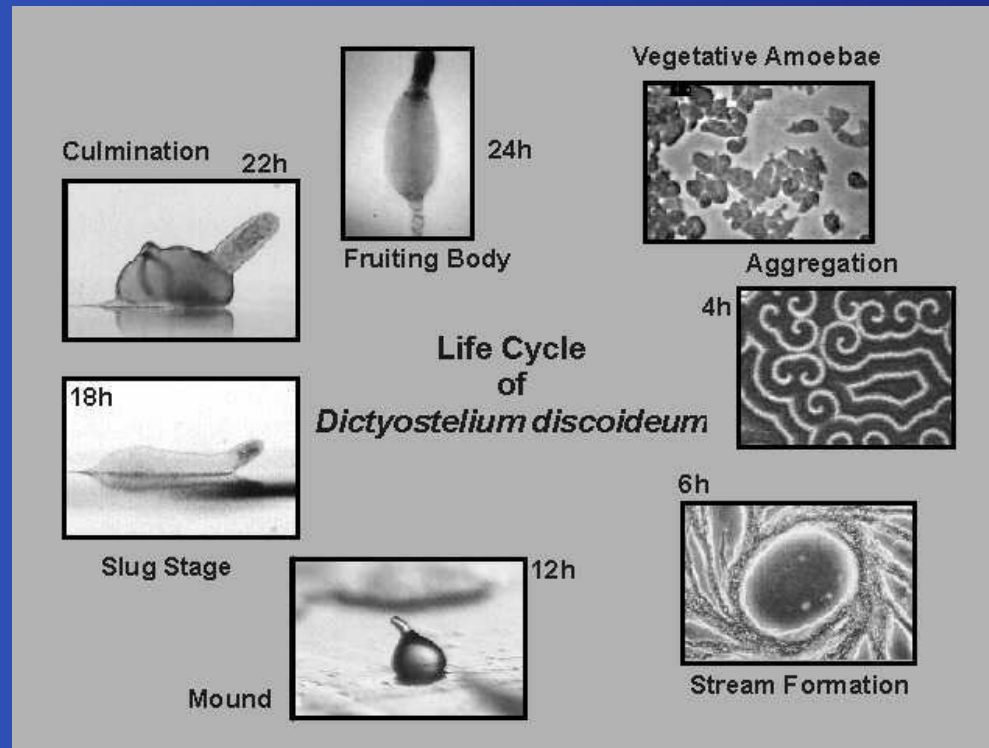 Vegetative Amoebae
Culmination
22h
24h
Fruiting Body
Aggregation
4h
Life Cycle
of
Dictyostelium discoideum
18h
6h
Slug Stage
12h
Mound
Stream Formation